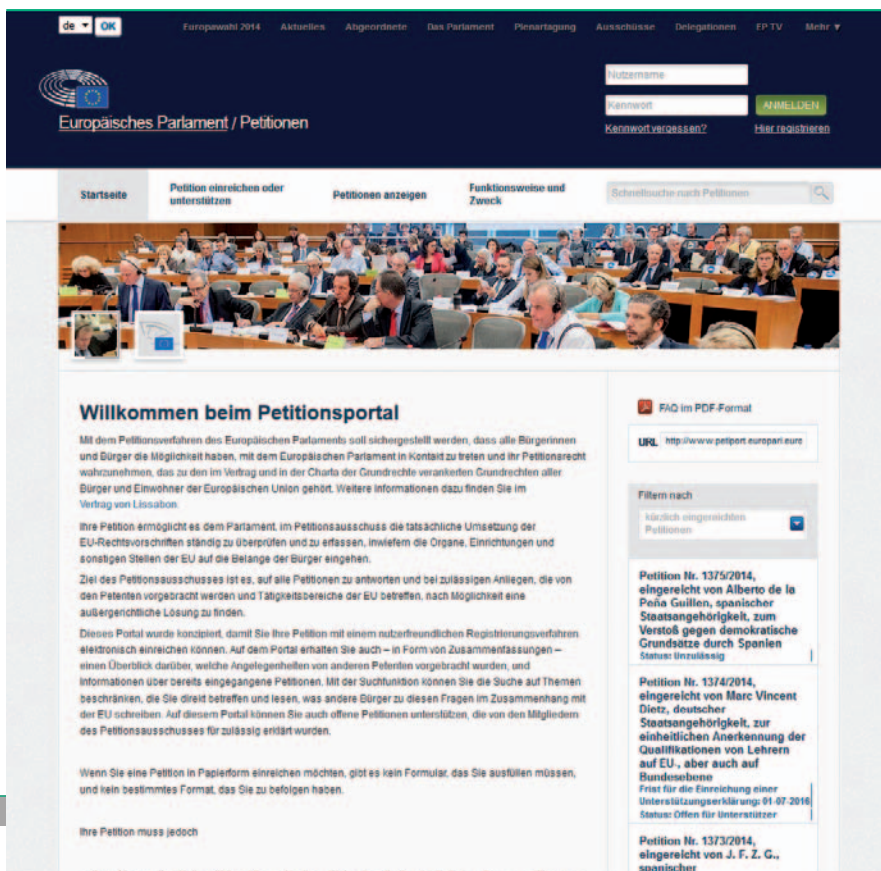 de OK
Europawahl 2014 Aktuelles Abgeordnete Das Parlament Plenartagung Ausschüsse Delegationen EP TV Mehr
Nutzername
Kennwort ANMELDEN
Kennwort vergessen? Hier registrieren
Europäisches Parlament / Petitionen
Startseite
Petition einreichen oder
unterstützen
Petitionen anzeigen
Funktionsweise und
Zweck
Schnellsuche nach Petitionen
Willkommen beim Petitionsportal
Mit dem Petitionsverfahren des Europäischen Parlaments soll sichergestellt werden, dass alle Bürgerinnen
und Bürger die Möglichkeit haben, mit dem Europäischen Parlament in Kontakt zu treten und ihr Petitionsrecht
wahrzunehmen, das zu den im Vertrag und in der Charta der Grundrechte verankerten Grundrechten aller
Bürger und Einwohner der Europäischen Union gehört. Weitere Informationen dazu finden Sie im
Vertrag von Lissabon.
Ihre Petition ermöglicht es dem Parlament, im Petitionsausschuss die tatsächliche Umsetzung der
EU-Rechtsvorschriften ständig zu überprüfen und zu erfassen, inwiefern die Organe, Einrichtungen und
sonstigen Stellen der EU auf die Belange der Bürger eingehen.
Ziel des Petitionsausschusses ist es, auf alle Petitionen zu antworten und bei zulässigen Anliegen, die von
den Petenten vorgebracht werden und Tätigkeitsbereiche der EU betreffen, nach Möglichkeit eine
außergerichtliche Lösung zu finden.
Dieses Portal wurde konzipiert, damit Sie Ihre Petition mit einem nutzerfreundlichen Registrierungsverfahren
elektronisch einreichen können. Auf dem Portal erhalten Sie auch – in Form von Zusammenfassungen –
einen Überblick darüber, welche Angelegenheiten von anderen Petenten vorgebracht wurden, und
Informationen über bereits eingegangene Petitionen. Mit der Suchfunktion können Sie die Suche auf Themen
beschränken, die Sie direkt betreffen und lesen, was andere Bürger zu diesen Fragen im Zusammenhang mit
der EU schreiben. Auf diesem Portal können Sie auch offene Petitionen unterstützen, die von den Mitgliedern
des Petitionsausschusses für zulässig erklärt wurden.
Wenn Sie eine Petition in Papierform einreichen möchten, gibt es kein Formular, das Sie ausfüllen müssen,
und kein bestimmtes Format, das Sie zu befolgen haben.
Ihre Petition muss jedoch
FAQ im PDF-Format
URL http://www.petiport.europarl.euro
Filtern nach
kürzlich eingereichten
Petitionen
Petition Nr. 1375/2014,
eingereicht von Alberto de la
Peña Guillen, spanischer
Staatsangehörigkeit, zum
Verstoß gegen demokratische
Grundsätze durch Spanien
Status: Unzulässig
Petition Nr. 1374/2014,
eingereicht von Marc Vincent
Dietz, deutscher
Staatsangehörigkeit, zur
einheitlichen Anerkennung der
Qualifikationen von Lehrern
auf EU-, aber auch auf
Bundesebene
Frist für die Einreichung einer
Unterstützungserklärung: 01-07-2016
Status: Offen für Unterstützer
Petition Nr. 1373/2014,
eingereicht von J. F. Z. G.,
spanischer